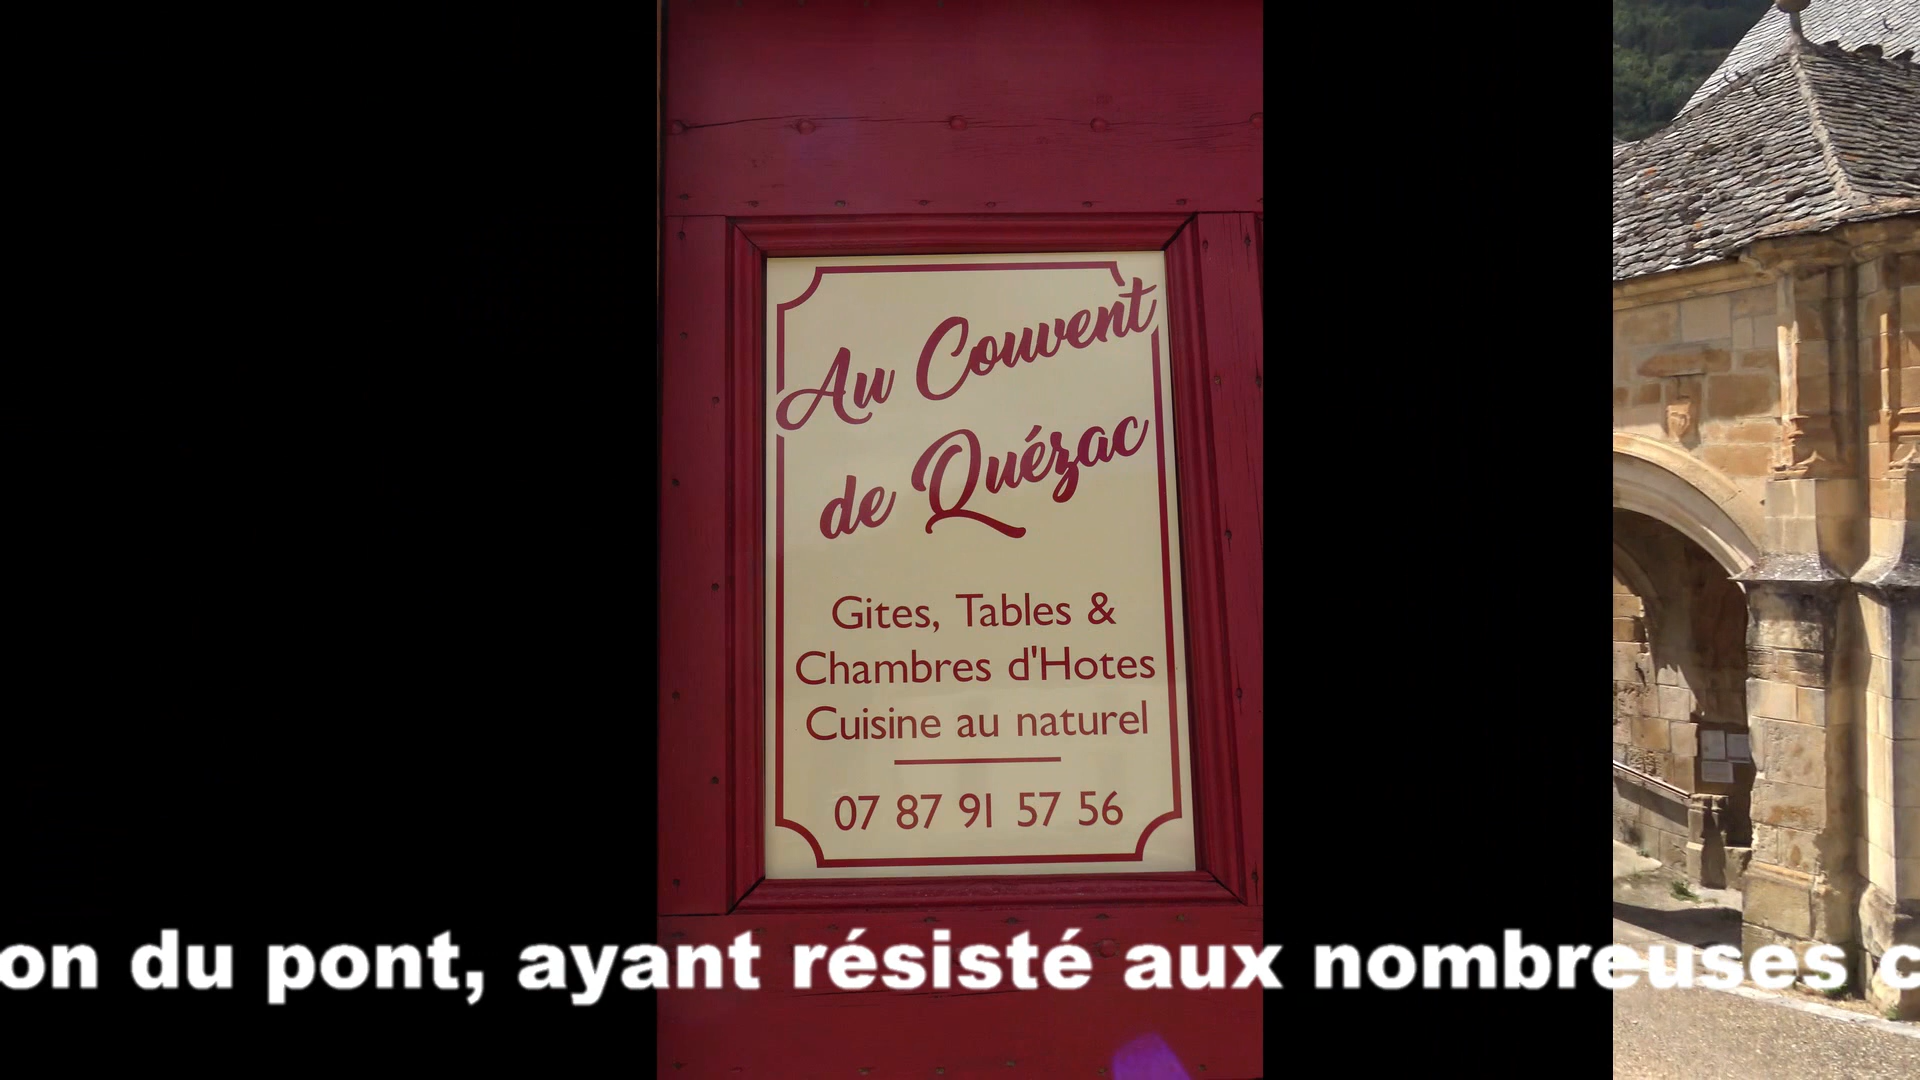 Au Couvent
de Quézac
Gites, Tables &
Chambres d'Hotes
Cuisine au naturel
07 87 91 57 56
on du pont, ayant résisté aux nombreuses c